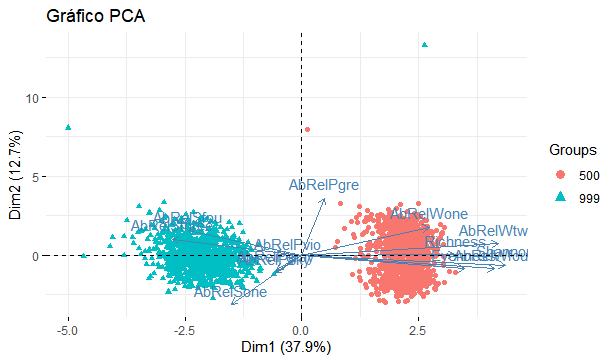 Gráfico PCA
Dim2 (12.7%)
10
5
0
-5.0
-2.5
0.0
2.5
Dim1 (37.9%)
AbRelPgre
AbRelWone
AbRelWtw
Richness
AbRelPvio
AbRelSone
Groups
500
999